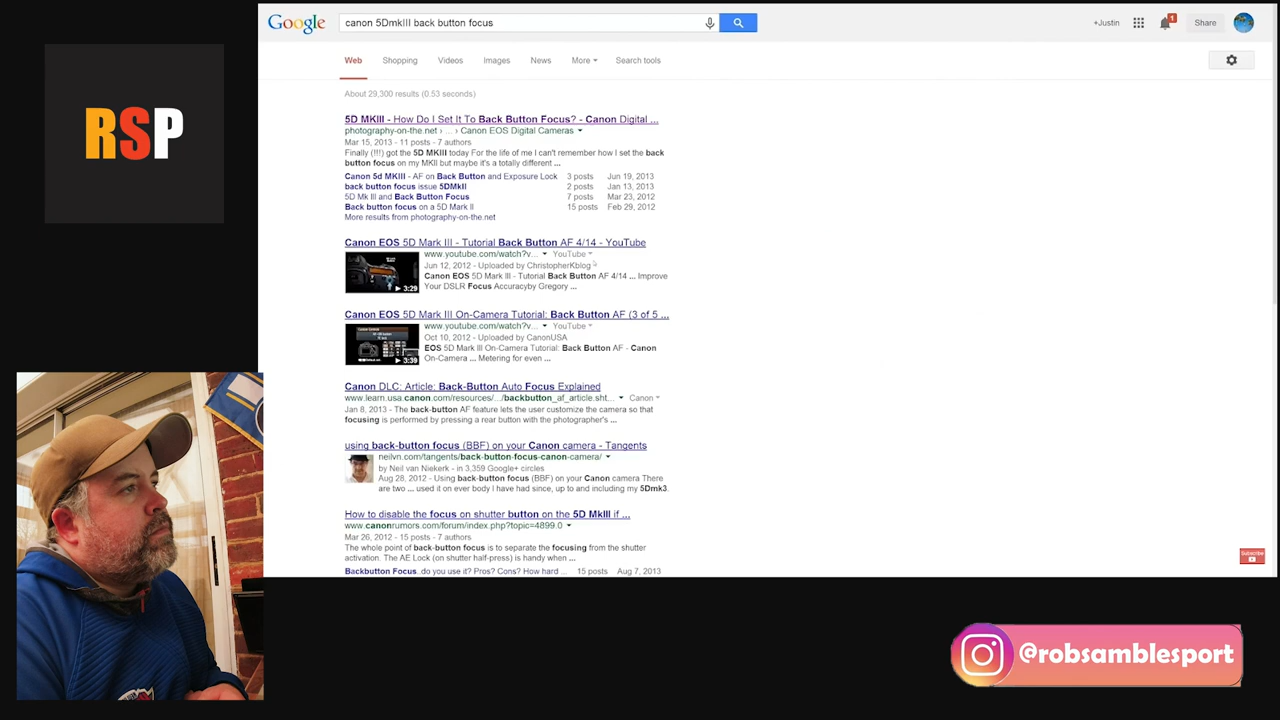 RSP
Google
canon 5DmkIII back button focus
+Justin
1
Share
Web Shopping Videos Images News More Search tools
About 29,300 results (0.53 seconds)
5D MKIII - How Do I Set It To Back Button Focus? - Canon Digital ...
photography-on-the.net › ... › Canon EOS Digital Cameras
Mar 15, 2013 - 11 posts - 7 authors
Finally (!!!) got the 5D MKIII today For the life of me I can't remember how I set the back
button focus on my MKII but maybe it's a totally different ...
Canon 5d MKIII - AF on Back Button and Exposure Lock 3 posts Jun 19, 2013
back button focus issue 5DMkII 2 posts Jan 13, 2013
5D Mk III and Back Button Focus 7 posts Mar 23, 2012
Back button focus on a 5D Mark II 15 posts Feb 29, 2012
More results from photography-on-the.net
Canon EOS 5D Mark III - Tutorial Back Button AF 4/14 - YouTube
www.youtube.com/watch?v... YouTube
Jun 12, 2012 - Uploaded by ChristopherKblog
Canon EOS 5D Mark III - Tutorial Back Button AF 4/14 ... Improve
Your DSLR Focus Accuracyby Gregory ...
3:29
Canon EOS 5D Mark III On-Camera Tutorial: Back Button AF (3 of 5 ...
www.youtube.com/watch?v... YouTube
Oct 10, 2012 - Uploaded by CanonUSA
EOS 5D Mark III On-Camera Tutorial: Back Button AF - Canon
On-Camera ... Metering for even ...
3:39
Canon DLC: Article: Back-Button Auto Focus Explained
www.learn.usa.canon.com/resources/.../backbutton_af_article.sht... Canon
Jan 8, 2013 - The back-button AF feature lets the user customize the camera so that
focusing is performed by pressing a rear button with the photographer's ...
using back-button focus (BBF) on your Canon camera - Tangents
neilvn.com/tangents/back-button-focus-canon-camera/
by Neil van Niekerk - in 3,359 Google+ circles
Aug 28, 2012 - Using back-button focus (BBF) on your Canon camera There
are two ... used it on ever body I have had since, up to and including my 5Dmk3.
How to disable the focus on shutter button on the 5D MkIII if ...
www.canonrumors.com/forum/index.php?topic=4899.0
Mar 26, 2012 - 15 posts - 7 authors
The whole point of back-button focus is to separate the focusing from the shutter
activation. The AE Lock (on shutter half-press) is handy when ...
Backbutton Focus..do you use it? Pros? Cons? How hard ... 15 posts Aug 7, 2013
Subscribe
@robsamblesport